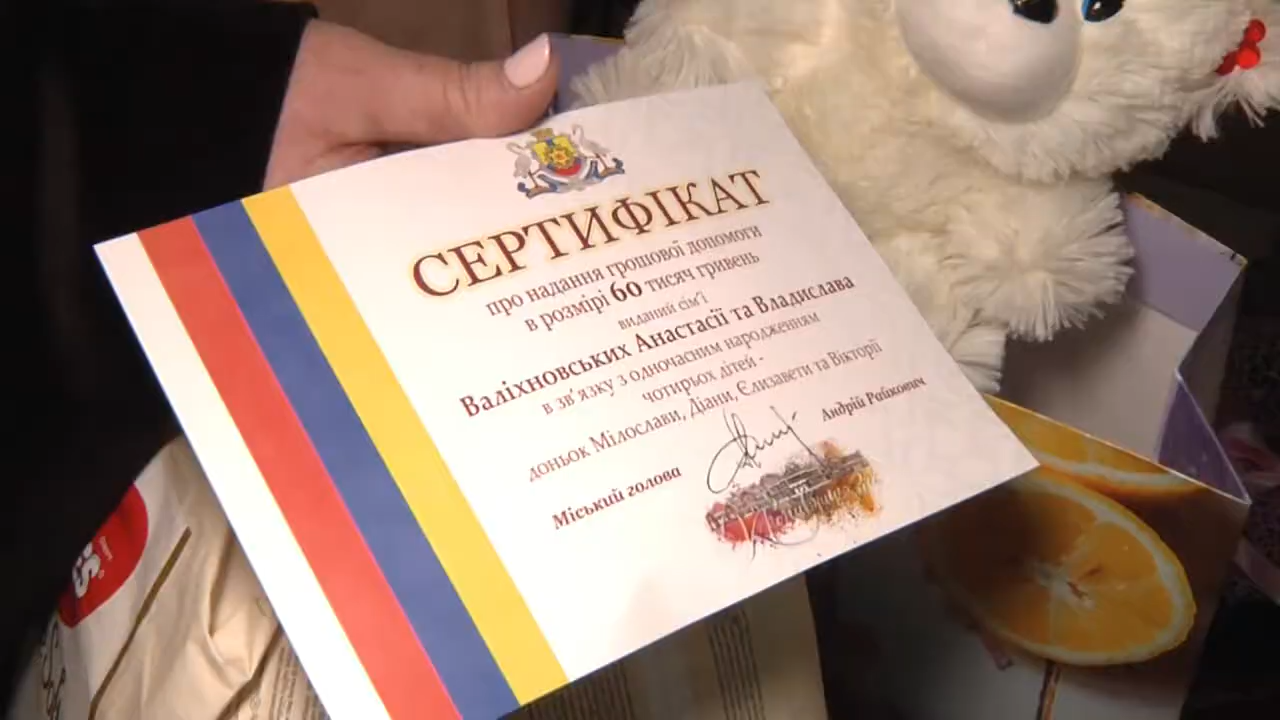 СЕРТИФІКАТ
про надання грошової допомоги
в розмірі 60 тисяч гривень
виданий сім'ї
Валіхновських Анастасії та Владислава
в зв'язку з одночасним народженням
чотирьох дітей -
доньок Мілослави, Діани, Єлизавети та Вікторії
Міський голова
Андрій Райкович